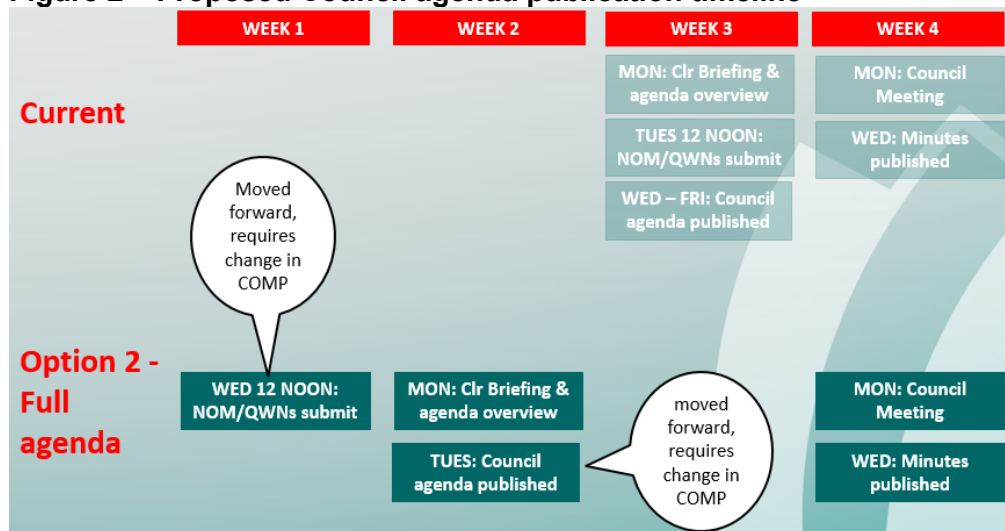 Figure 2 – Proposed Council agenda publication timeline
WEEK 1
WEEK 2
WEEK 3
WEEK 4
Current
MON: Clr Briefing &
agenda overview
MON: Council
Meeting
TUES 12 NOON:
NOM/QWNs submit
WED: Minutes
published
WED – FRI: Council
agenda published
Moved
forward,
requires
change in
COMP
Option 2 -
Full
agenda
WED 12 NOON:
NOM/QWNs submit
MON: Clr Briefing &
agenda overview
TUES: Council
agenda published
moved
forward,
requires
change in
COMP
MON: Council
Meeting
WED: Minutes
published